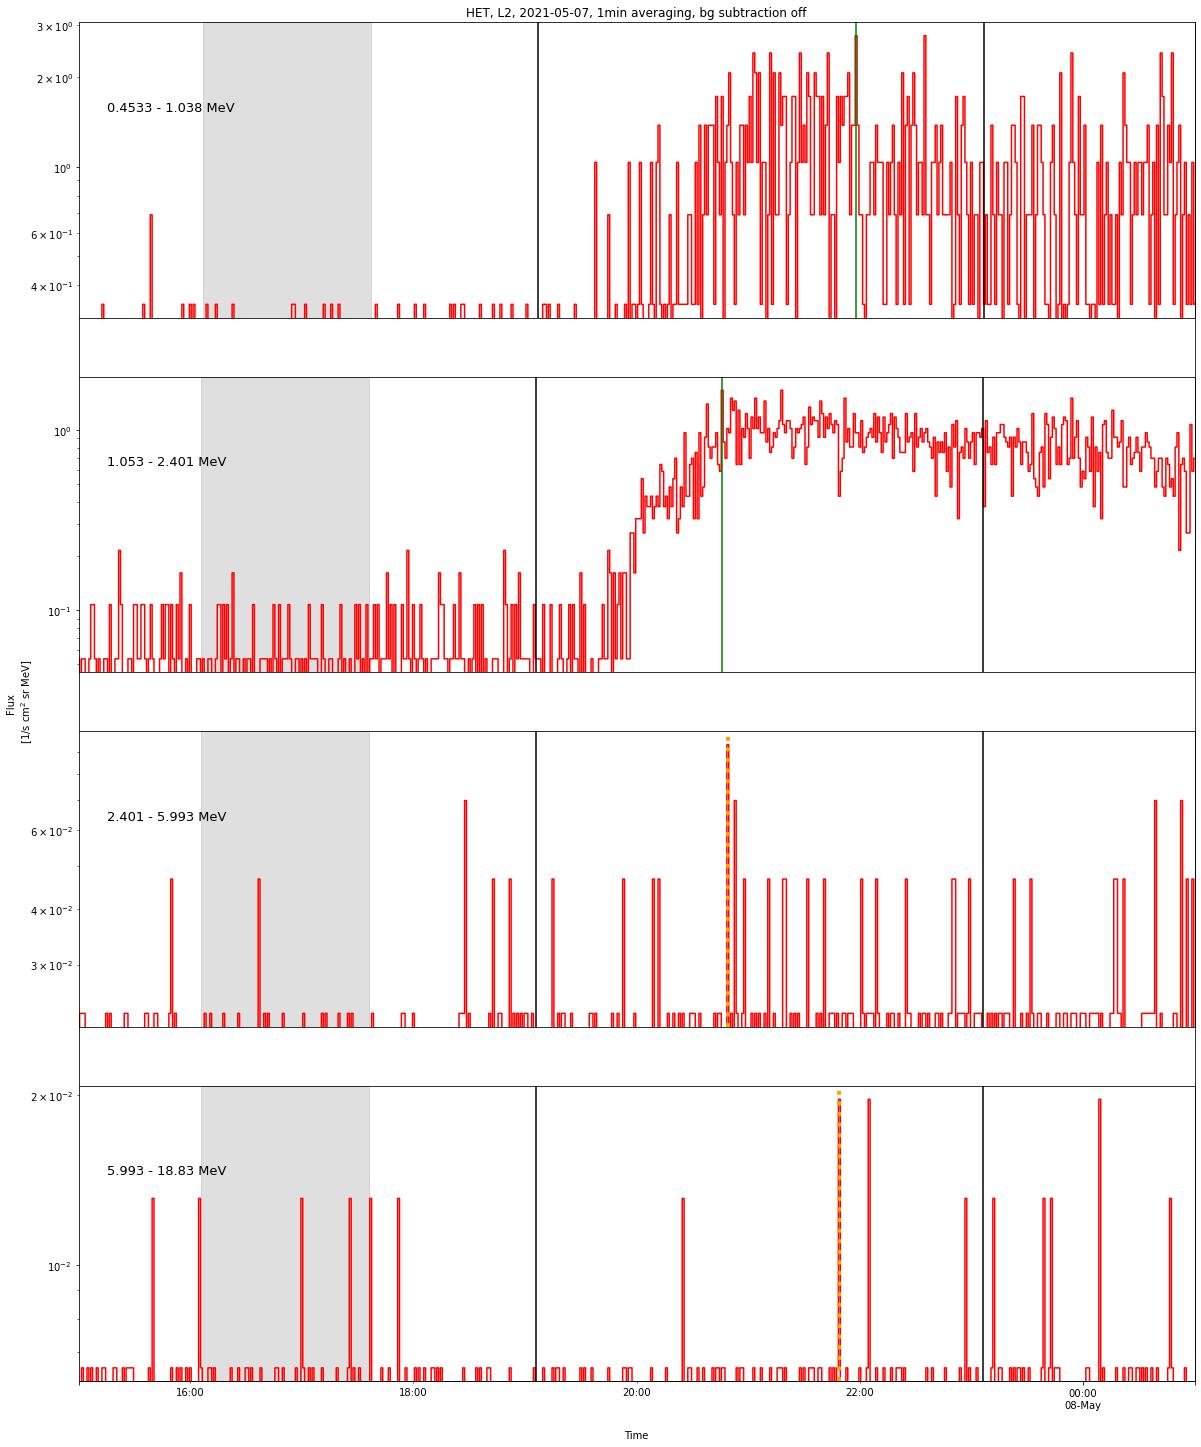 HET, L2, 2021-05-07, 1min averaging, bg subtraction off
3 × 10⁰
2 × 10⁰
10⁰
6 × 10⁻¹
4 × 10⁻¹
0.4533 - 1.038 MeV
10⁰
10⁻¹
1.053 - 2.401 MeV
Flux
[1/s cm² sr MeV]
6 × 10⁻²
4 × 10⁻²
3 × 10⁻²
2.401 - 5.993 MeV
2 × 10⁻²
10⁻²
5.993 - 18.83 MeV
16:00 18:00 20:00 22:00 00:00
08-May
Time